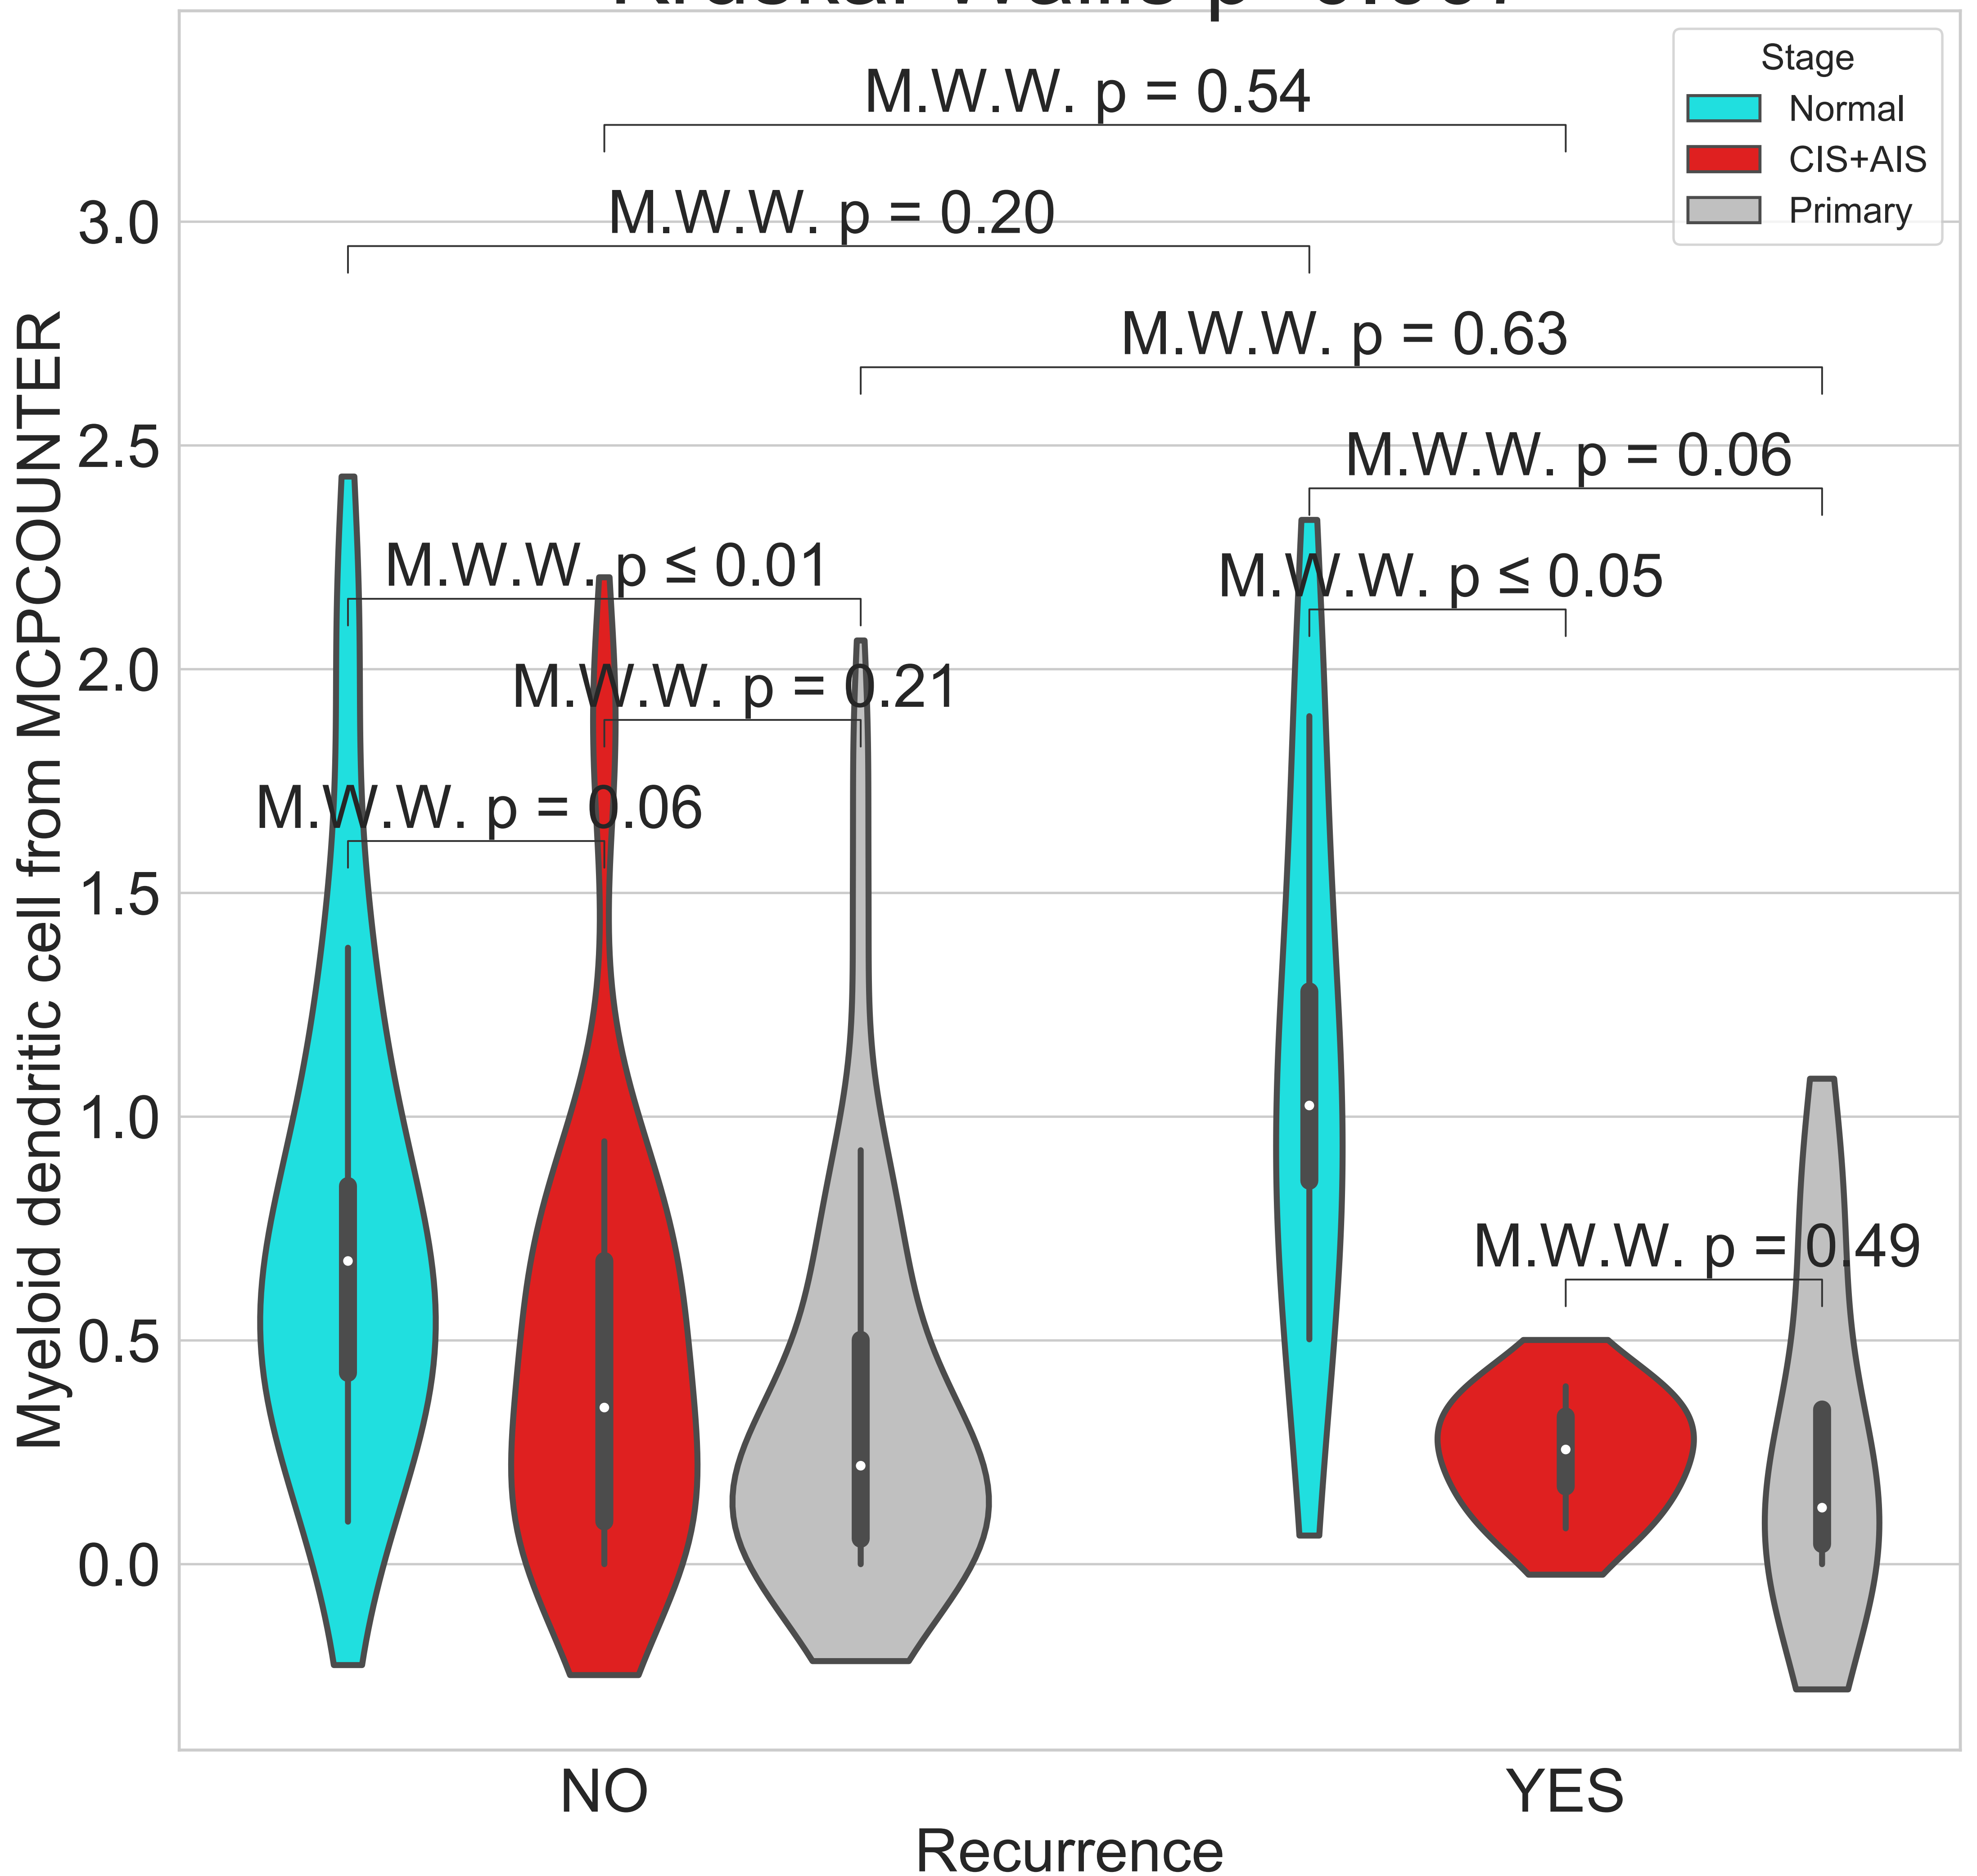 Stage
Normal
CIS+AIS
Primary
M.W.W. p = 0.54
M.W.W. p = 0.20
M.W.W. p = 0.63
M.W.W. p = 0.06
M.W.W. p ≤ 0.01
M.W.W. p ≤ 0.05
M.W.W. p = 0.21
M.W.W. p = 0.06
M.W.W. p = 0.49
Myeloid dendritic cell from MCPCOUNTER
3.0
2.5
2.0
1.5
1.0
0.5
0.0
NO
YES
Recurrence